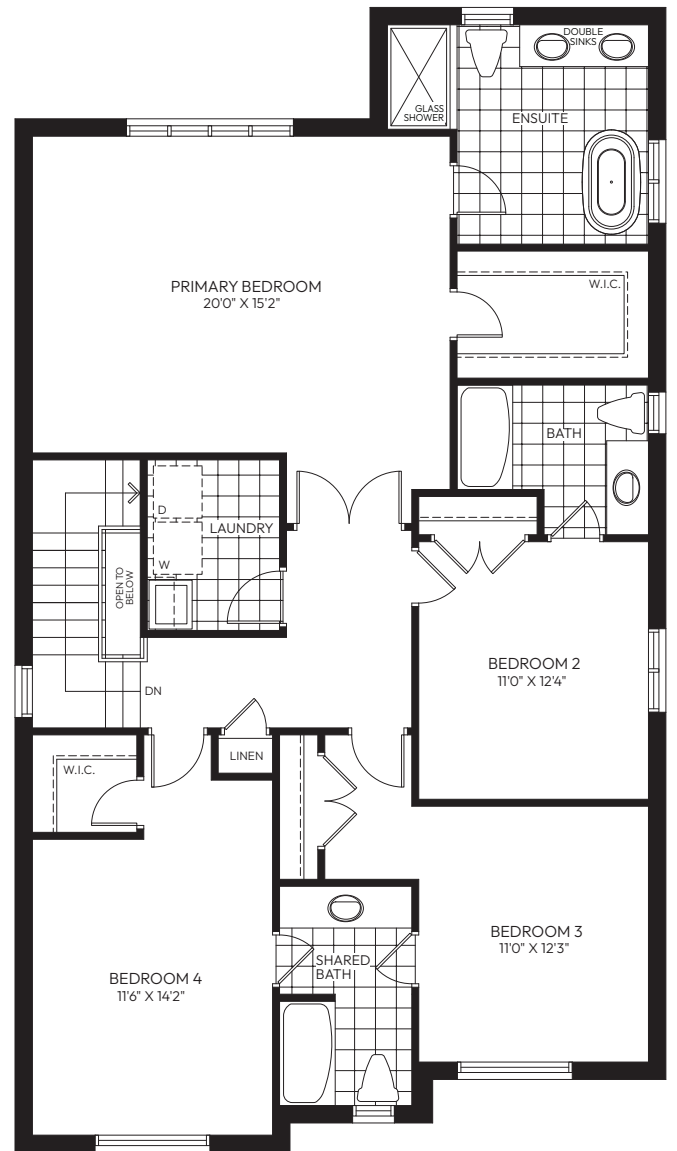 DOUBLE
SINKS
GLASS
SHOWER
ENSUITE
PRIMARY BEDROOM
20'0" X 15'2"
W.I.C.
BATH
D
LAUNDRY
W
OPEN TO
BELOW
BEDROOM 2
11'0" X 12'4"
DN
LINEN
W.I.C.
BEDROOM 3
11'0" X 12'3"
SHARED
BATH
BEDROOM 4
11'6" X 14'2"